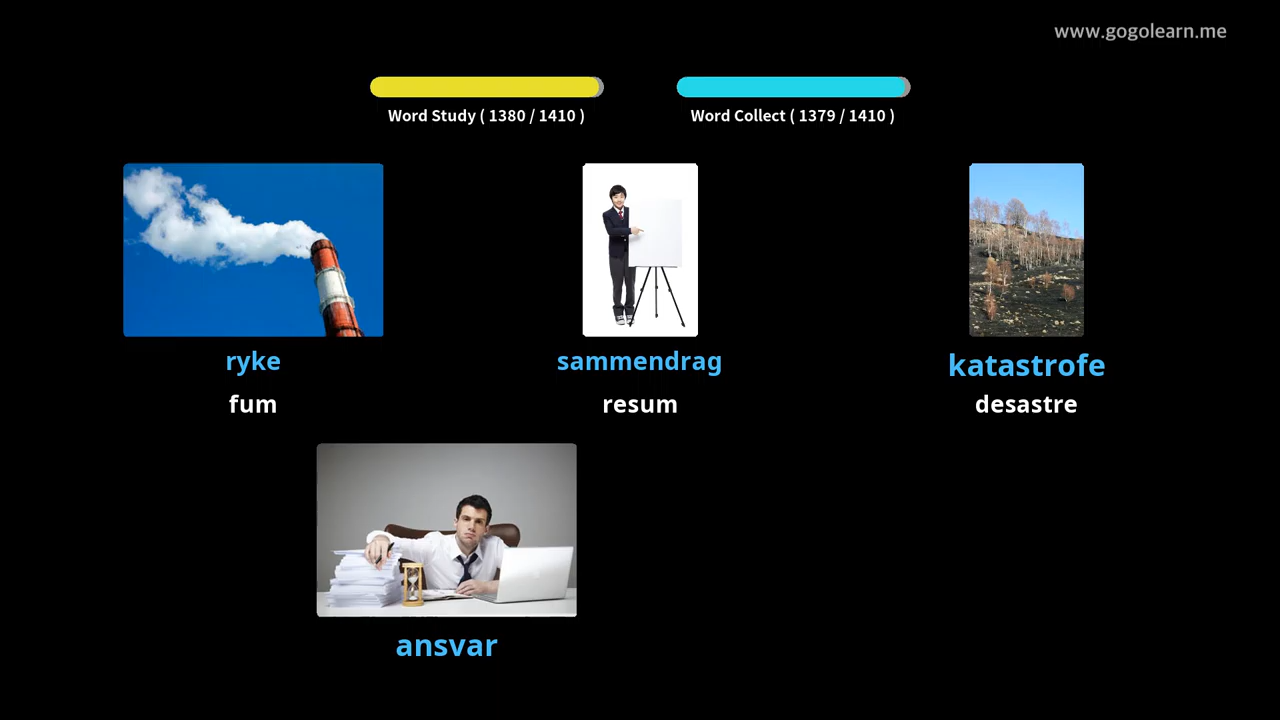 www.gogolearn.me
Word Study ( 1380 / 1410 )
Word Collect ( 1379 / 1410 )
ryke
sammendrag
katastrofe
fum
resum
desastre
ansvar